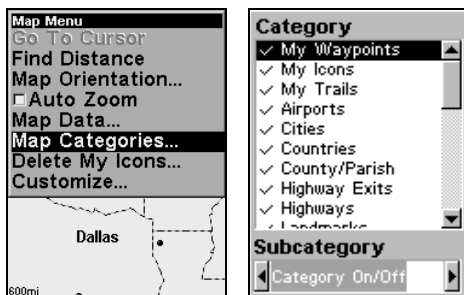 Map Menu
Go To Cursor
Find Distance
Map Orientation...
Auto Zoom
Map Data...
Map Categories...
Delete My Icons...
Customize...
Dallas
600mi
Category
My Waypoints
My Icons
My Trails
Airports
Cities
Countries
County/Parish
Highway Exits
Highways
Landmarks
Subcategory
Category On/Off